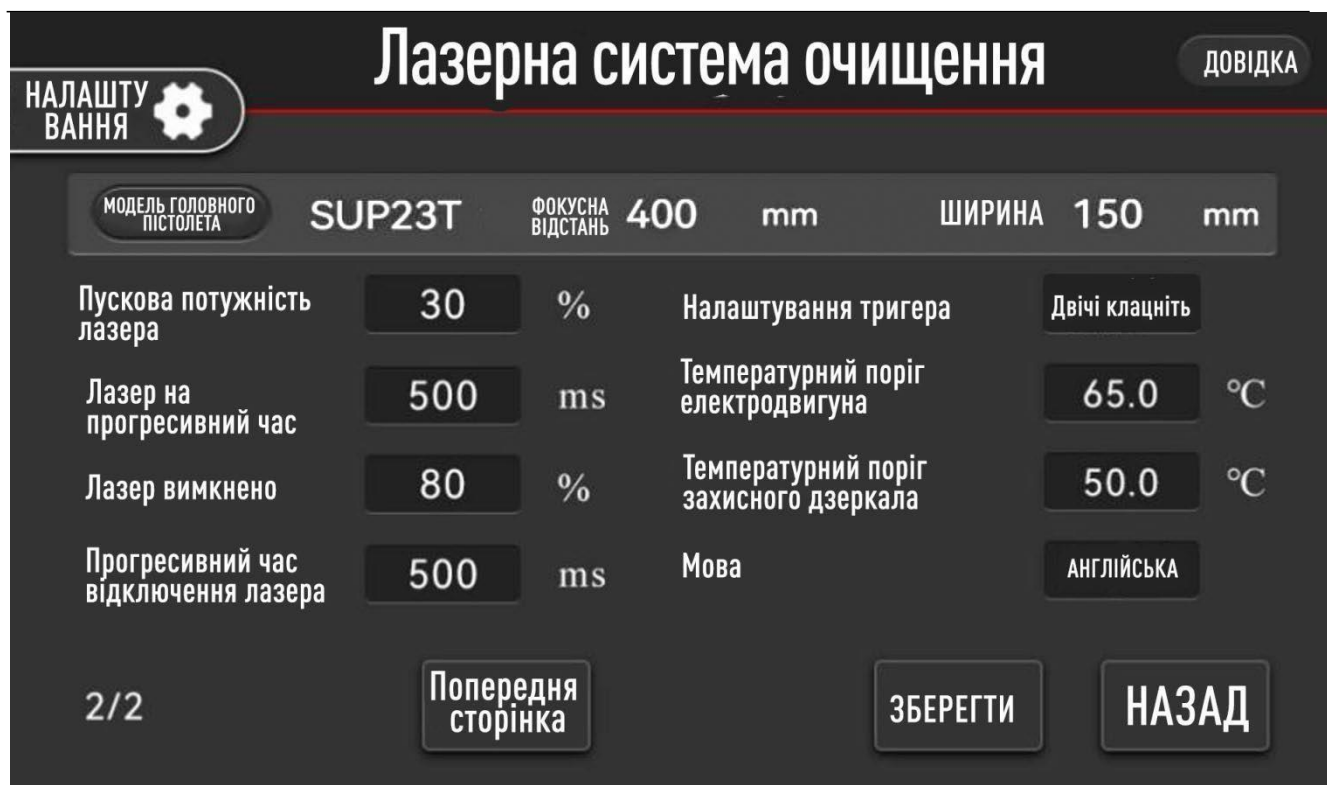 Лазерна система очищення
ДОВІДКА
НАЛАШТУ
ВАННЯ
МОДЕЛЬ ГОЛОВНОГО
ПІСТОЛЕТА
SUP23T
ФОКУСНА
ВІДСТАНЬ
400 mm
ШИРИНА 150 mm
Пускова потужність
лазера
30 %
Налаштування тригера
Двічі клацніть
Лазер на
прогресивний час
500 ms
Температурний поріг
електродвигуна
65.0 °C
Лазер вимкнено
80 %
Температурний поріг
захисного дзеркала
50.0 °C
Прогресивний час
відключення лазера
500 ms
Мова
АНГЛІЙСЬКА
2/2
Попередня
сторінка
ЗБЕРЕГТИ
НАЗАД